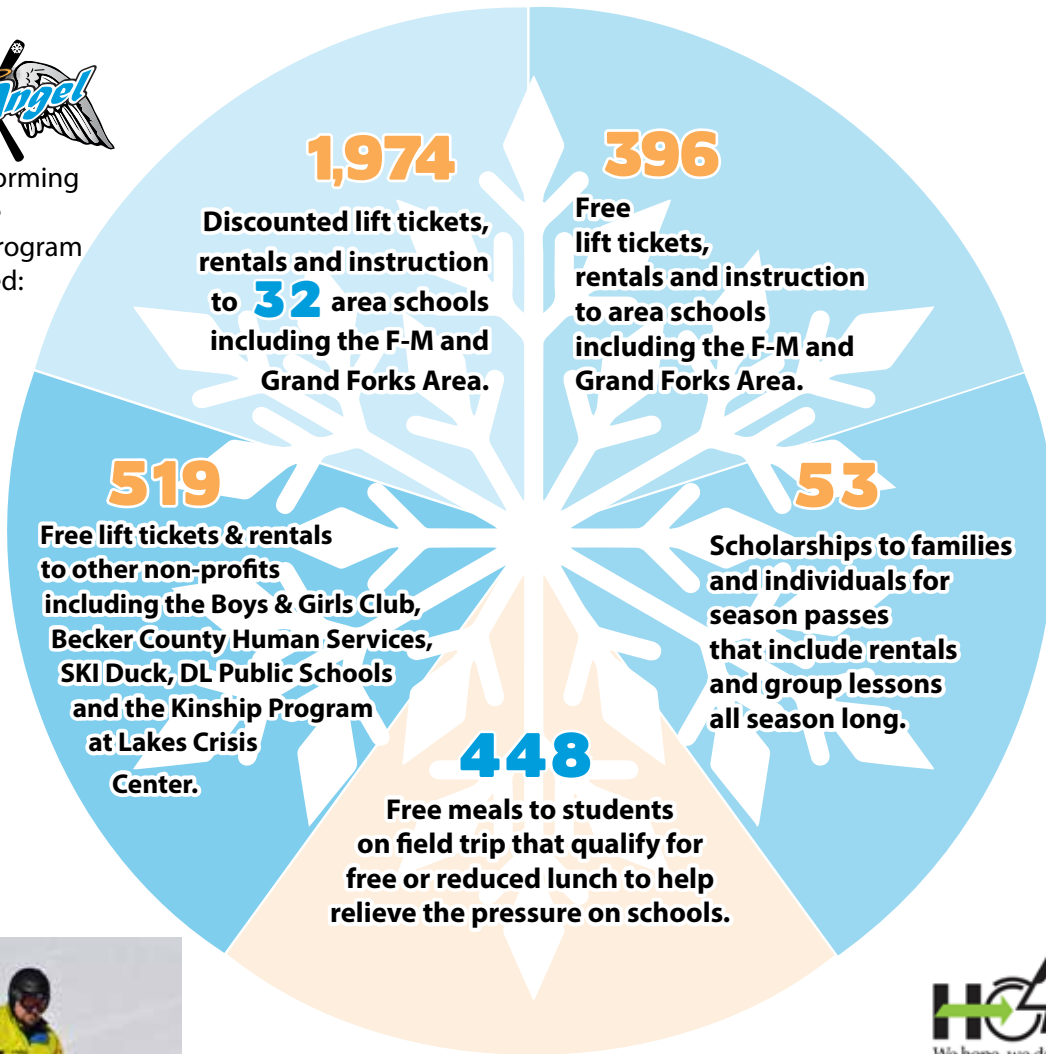 Angel
1,974
Discounted lift tickets,
rentals and instruction
to 32 area schools
including the F-M and
Grand Forks Area.
396
Free
lift tickets,
rentals and instruction
to area schools
including the F-M and
Grand Forks Area.
519
Free lift tickets & rentals
to other non-profits
including the Boys & Girls Club,
Becker County Human Services,
SKI Duck, DL Public Schools
and the Kinship Program
at Lakes Crisis
Center.
53
Scholarships to families
and individuals for
season passes
that include rentals
and group lessons
all season long.
448
Free meals to students
on field trip that qualify for
free or reduced lunch to help
relieve the pressure on schools.
We hope, we